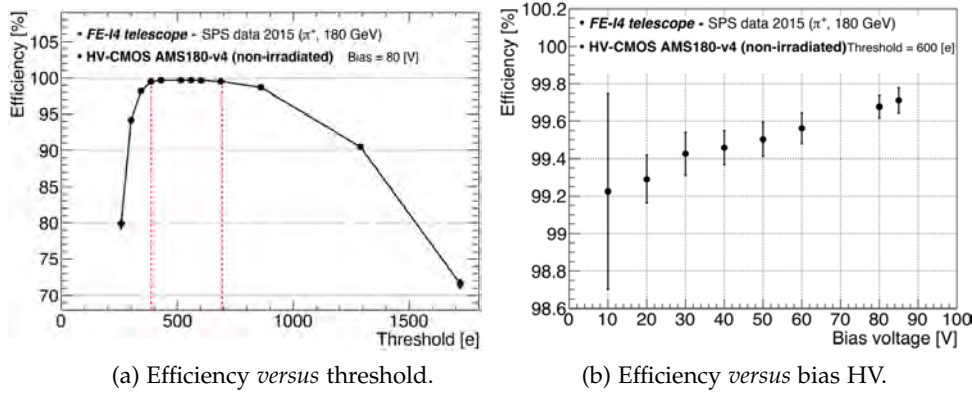 Efficiency [%]
• FE-I4 telescope - SPS data 2015 (π⁺, 180 GeV)
• HV-CMOS AMS180-v4 (non-irradiated) Bias = 80 [V]
105
100
95
90
85
80
75
70
0 500 1000 1500
Threshold [e]
(a) Efficiency versus threshold.
Efficiency [%]
• FE-I4 telescope - SPS data 2015 (π⁺, 180 GeV)
• HV-CMOS AMS180-v4 (non-irradiated) Threshold = 600 [e]
100.2
100
99.8
99.6
99.4
99.2
99
98.8
98.6
0 10 20 30 40 50 60 70 80 90 100
Bias voltage [V]
(b) Efficiency versus bias HV.